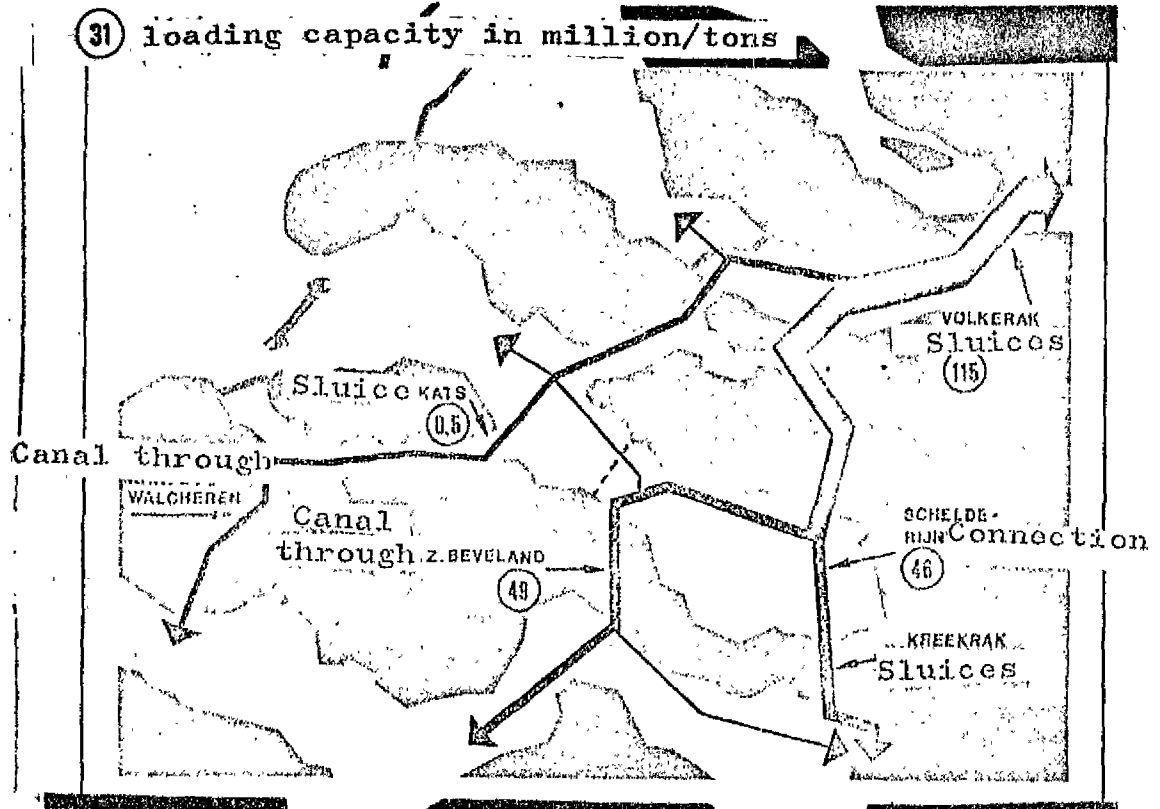 31 loading capacity in million/tons
VOLKERAK
Sluices
115
Sluice KATS
0,5
Canal through
WALCHEREN
Canal
through Z. BEVELAND
49
SCHELDE-
RIJN Connection
46
KREEKRAK
Sluices